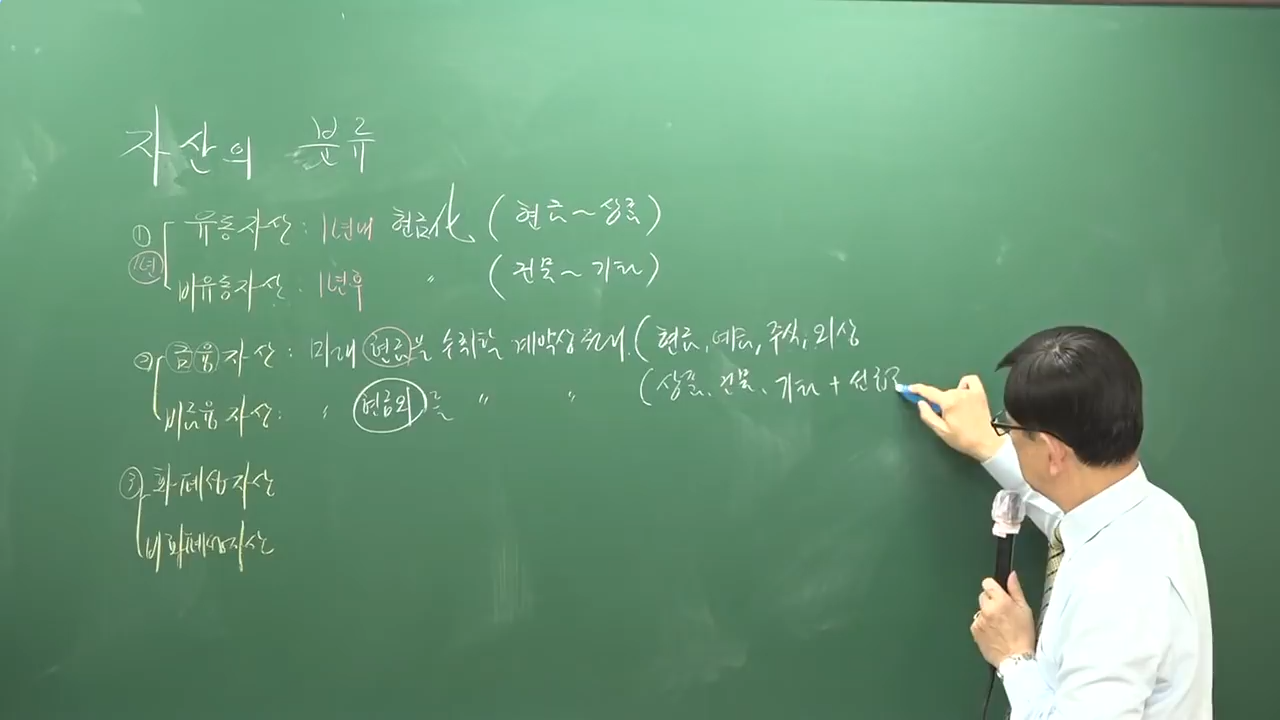 자산의 분류
① 유동자산 : 1년내 현금化 (현금~상품)
1년 비유동자산 : 1년후 〃 (건물~기타)
② 금융자산 : 미래 현금을 수취할 계약상 권리. (현금, 예금, 주식, 외상
비금융자산 : 〃 현금外를 〃 〃 (상품, 건물, 기타 + 선급
③ 화폐성자산
비화폐성자산